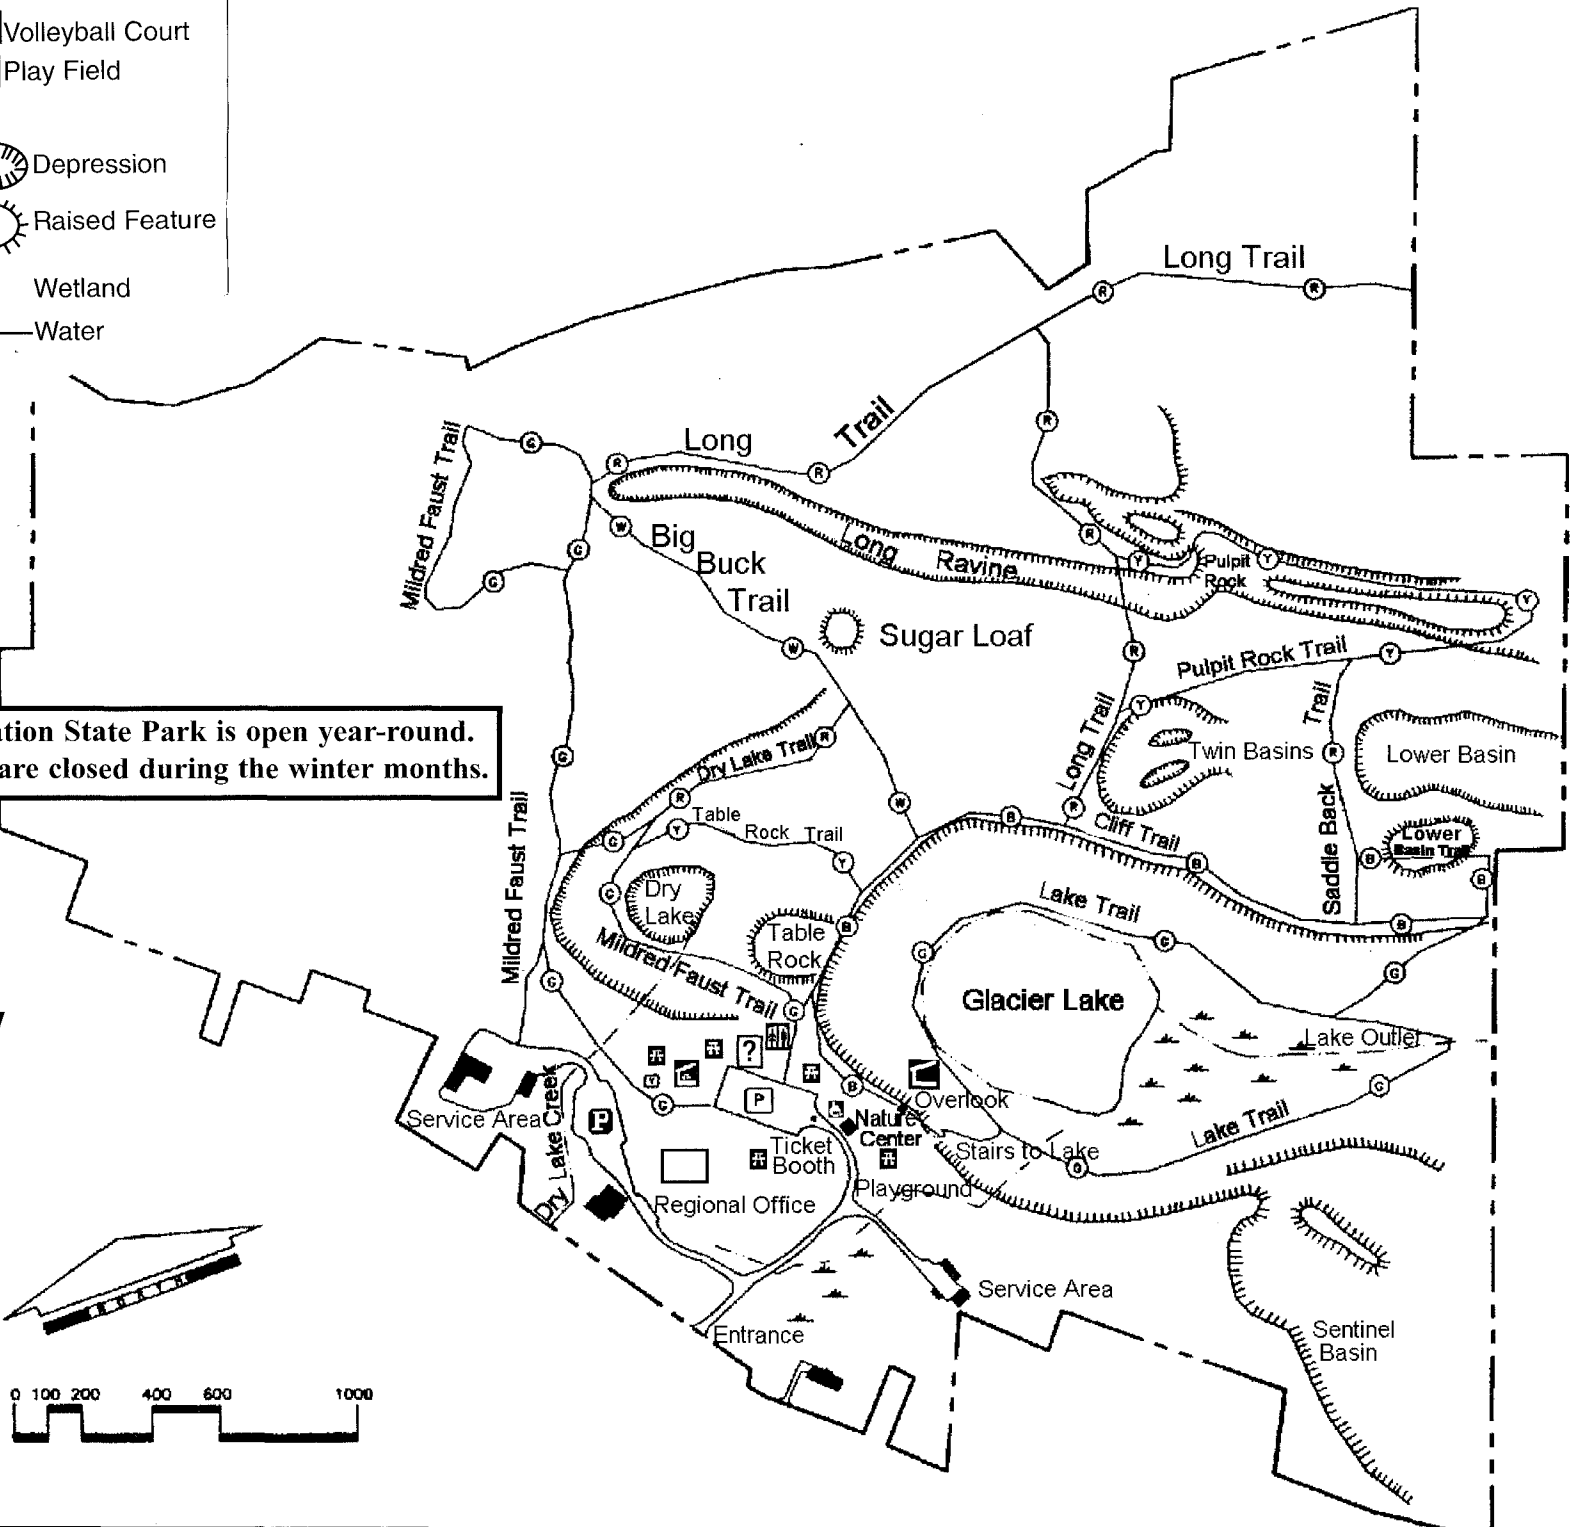 Volleyball Court
Play Field
Depression
Raised Feature
Wetland
Water
Long Trail
Long
Trail
Mildred Faust Trail
G
R
R
R
R
R
W
Big
Buck
Trail
Long
Ravine
R
Y
Y
Pulpit
Rock
Y
G
G
Sugar Loaf
W
R
Pulpit Rock Trail
Y
Y
Long Trail
Trail
Saddle Back
R
Twin Basins
Lower Basin
ation State Park is open year-round.
are closed during the winter months.
G
Dry Lake Trail
R
R
W
R
B
Cliff Trail
B
Lower
Basin Trail
B
B
B
Mildred Faust Trail
G
Y
Table
Rock Trail
Y
G
Dry
Lake
Table
Rock
B
Lake Trail
G
G
G
Mildred Faust Trail
G
G
Glacier Lake
Lake Outlet
?
P
B
G
Overlook
Nature
Center
Stairs to Lake
Lake Trail
G
G
Service Area
Dry Lake Creek
P
Ticket
Booth
Regional Office
Playground
Service Area
Entrance
Sentinel
Basin
NORTH
0 100 200 400 600 1000